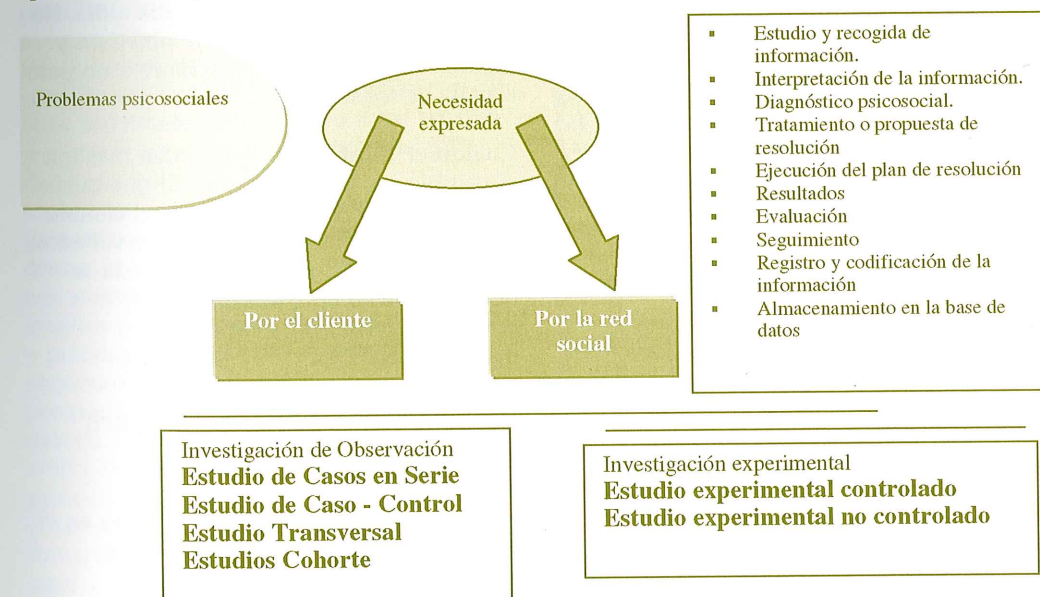 Problemas psicosociales
Necesidad
expresada
Por el cliente
Por la red
social
▪ Estudio y recogida de
información.
▪ Interpretación de la información.
▪ Diagnóstico psicosocial.
▪ Tratamiento o propuesta de
resolución
▪ Ejecución del plan de resolución
▪ Resultados
▪ Evaluación
▪ Seguimiento
▪ Registro y codificación de la
información
▪ Almacenamiento en la base de
datos
Investigación de Observación
Estudio de Casos en Serie
Estudio de Caso - Control
Estudio Transversal
Estudios Cohorte
Investigación experimental
Estudio experimental controlado
Estudio experimental no controlado